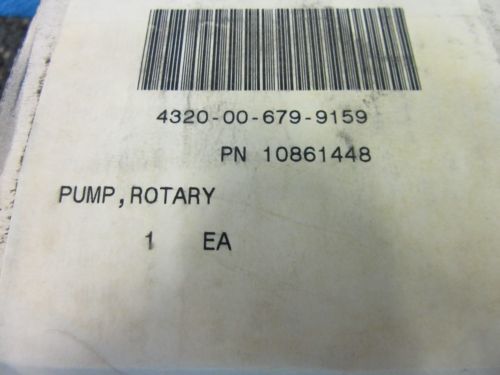 4320-00-679-9159
PN 10861448
PUMP,ROTARY
1 EA